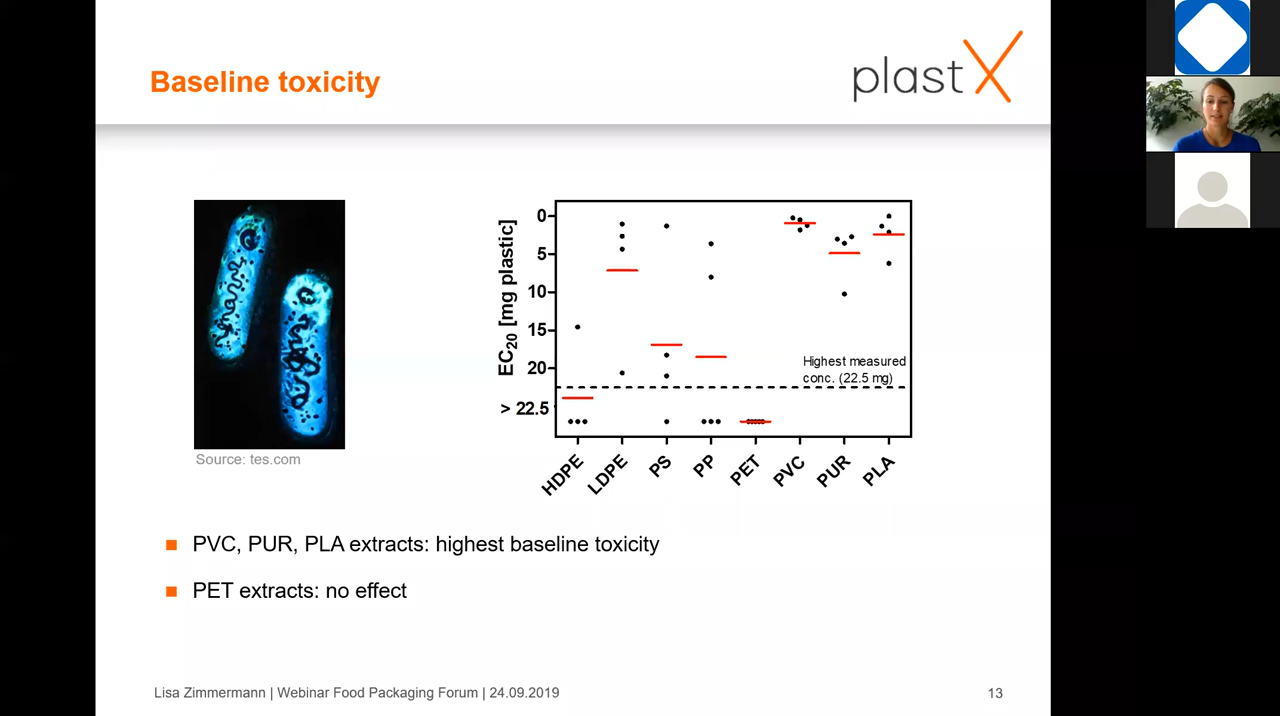 Baseline toxicity
plastX
EC20 [mg plastic]
0
5
10
15
20
> 22.5
Highest measured
conc. (22.5 mg)
HDPE
LDPE
PS
PP
PET
PVC
PUR
PLA
Source: tes.com
PVC, PUR, PLA extracts: highest baseline toxicity
PET extracts: no effect
Lisa Zimmermann | Webinar Food Packaging Forum | 24.09.2019
13